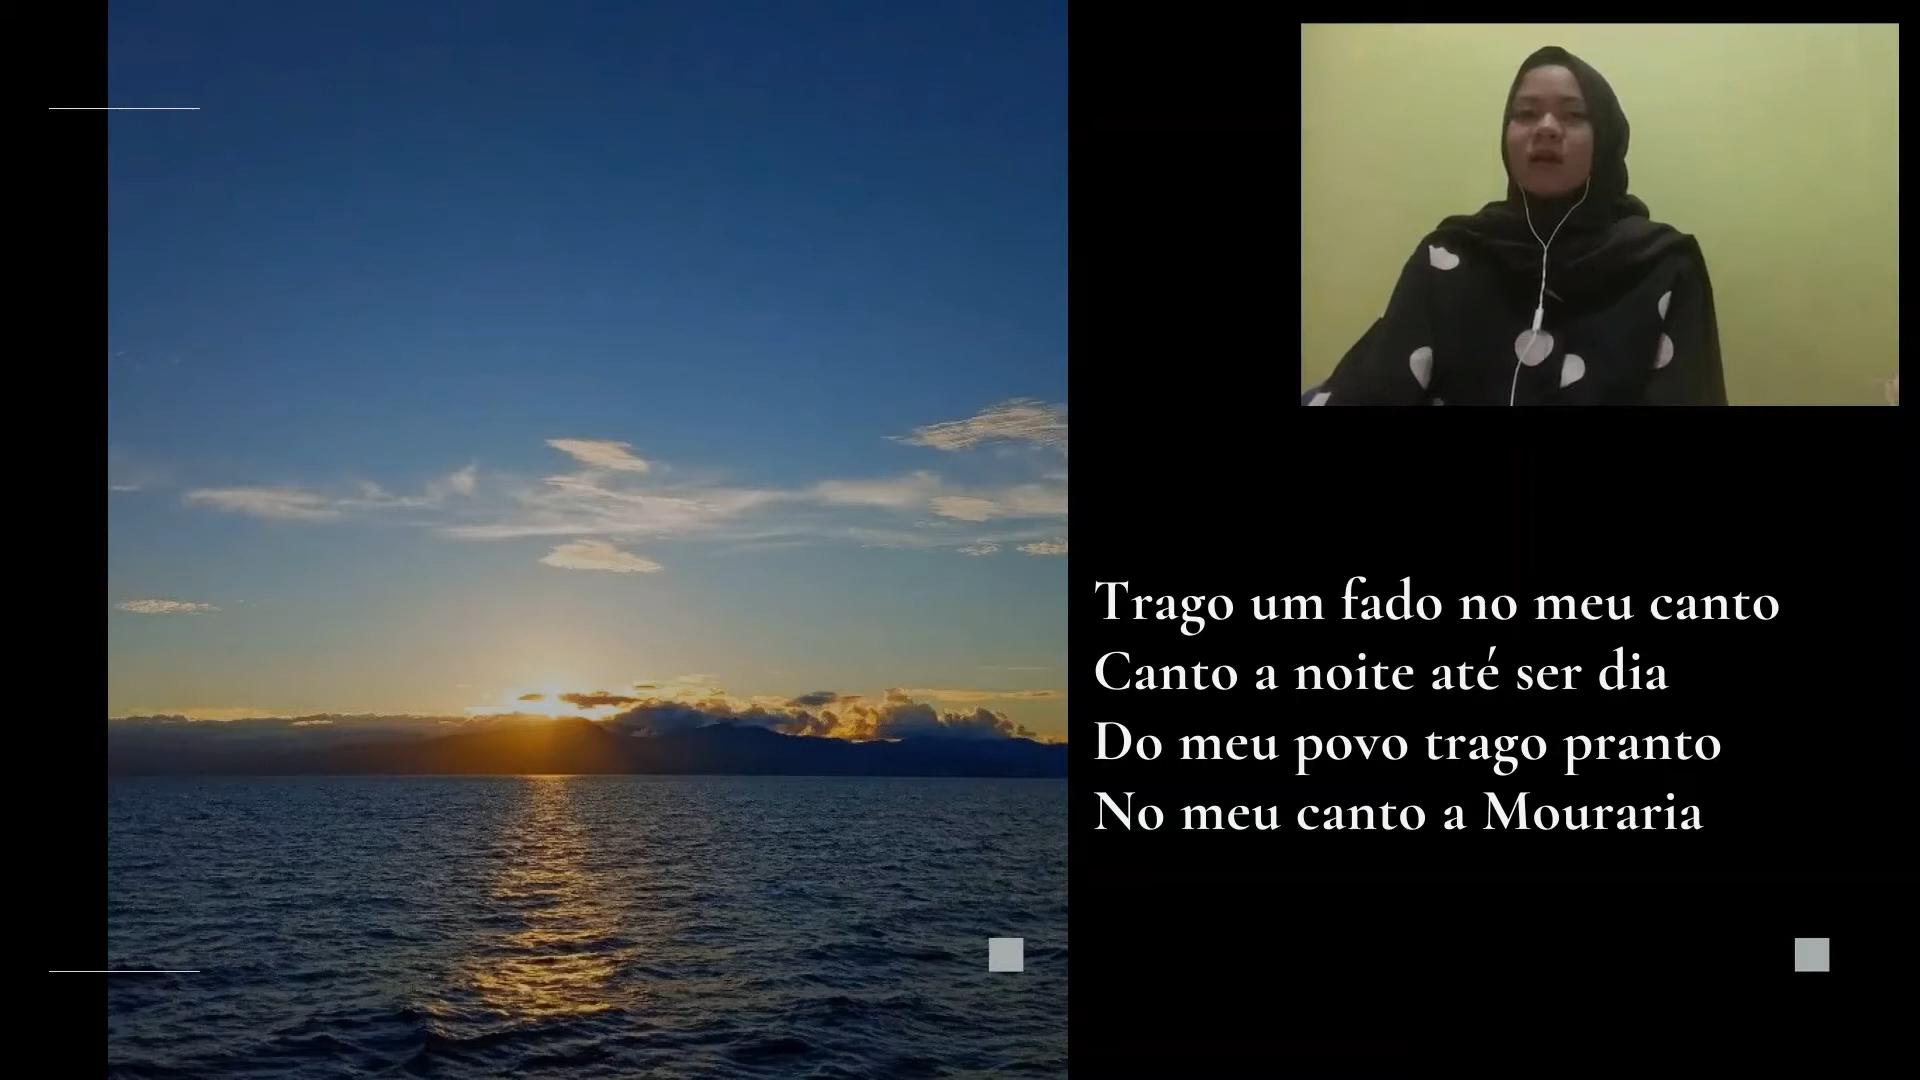 Trago um fado no meu canto
Canto a noite até ser dia
Do meu povo trago pranto
No meu canto a Mouraria